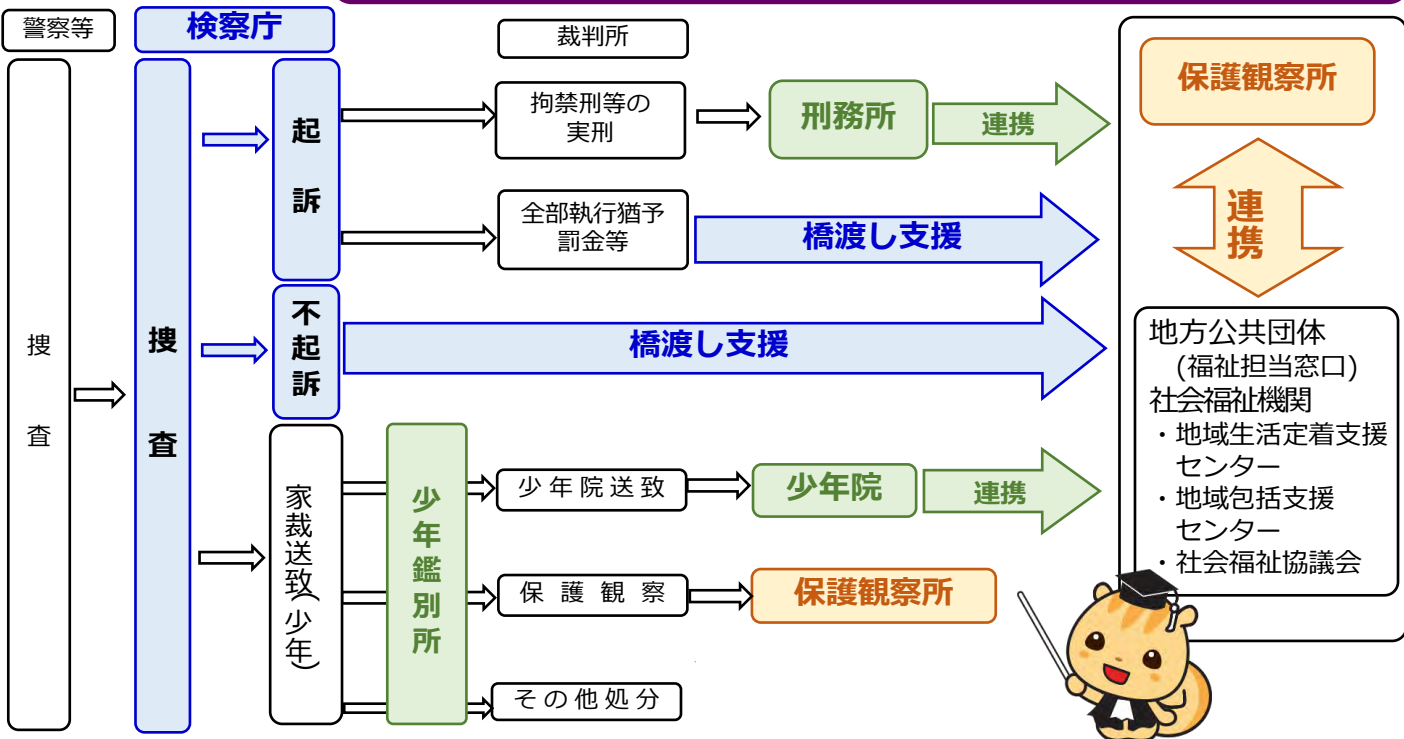 警察等
検察庁
裁判所
捜査
捜査
起訴
拘禁刑等の
実刑
刑務所
連携
全部執行猶予
罰金等
橋渡し支援
不起訴
橋渡し支援
家裁送致(少年)
少年鑑別所
少年院送致
少年院
連携
保護観察
保護観察所
その他処分
保護観察所
連携
地方公共団体
(福祉担当窓口)
社会福祉機関
・地域生活定着支援
センター
・地域包括支援
センター
・社会福祉協議会